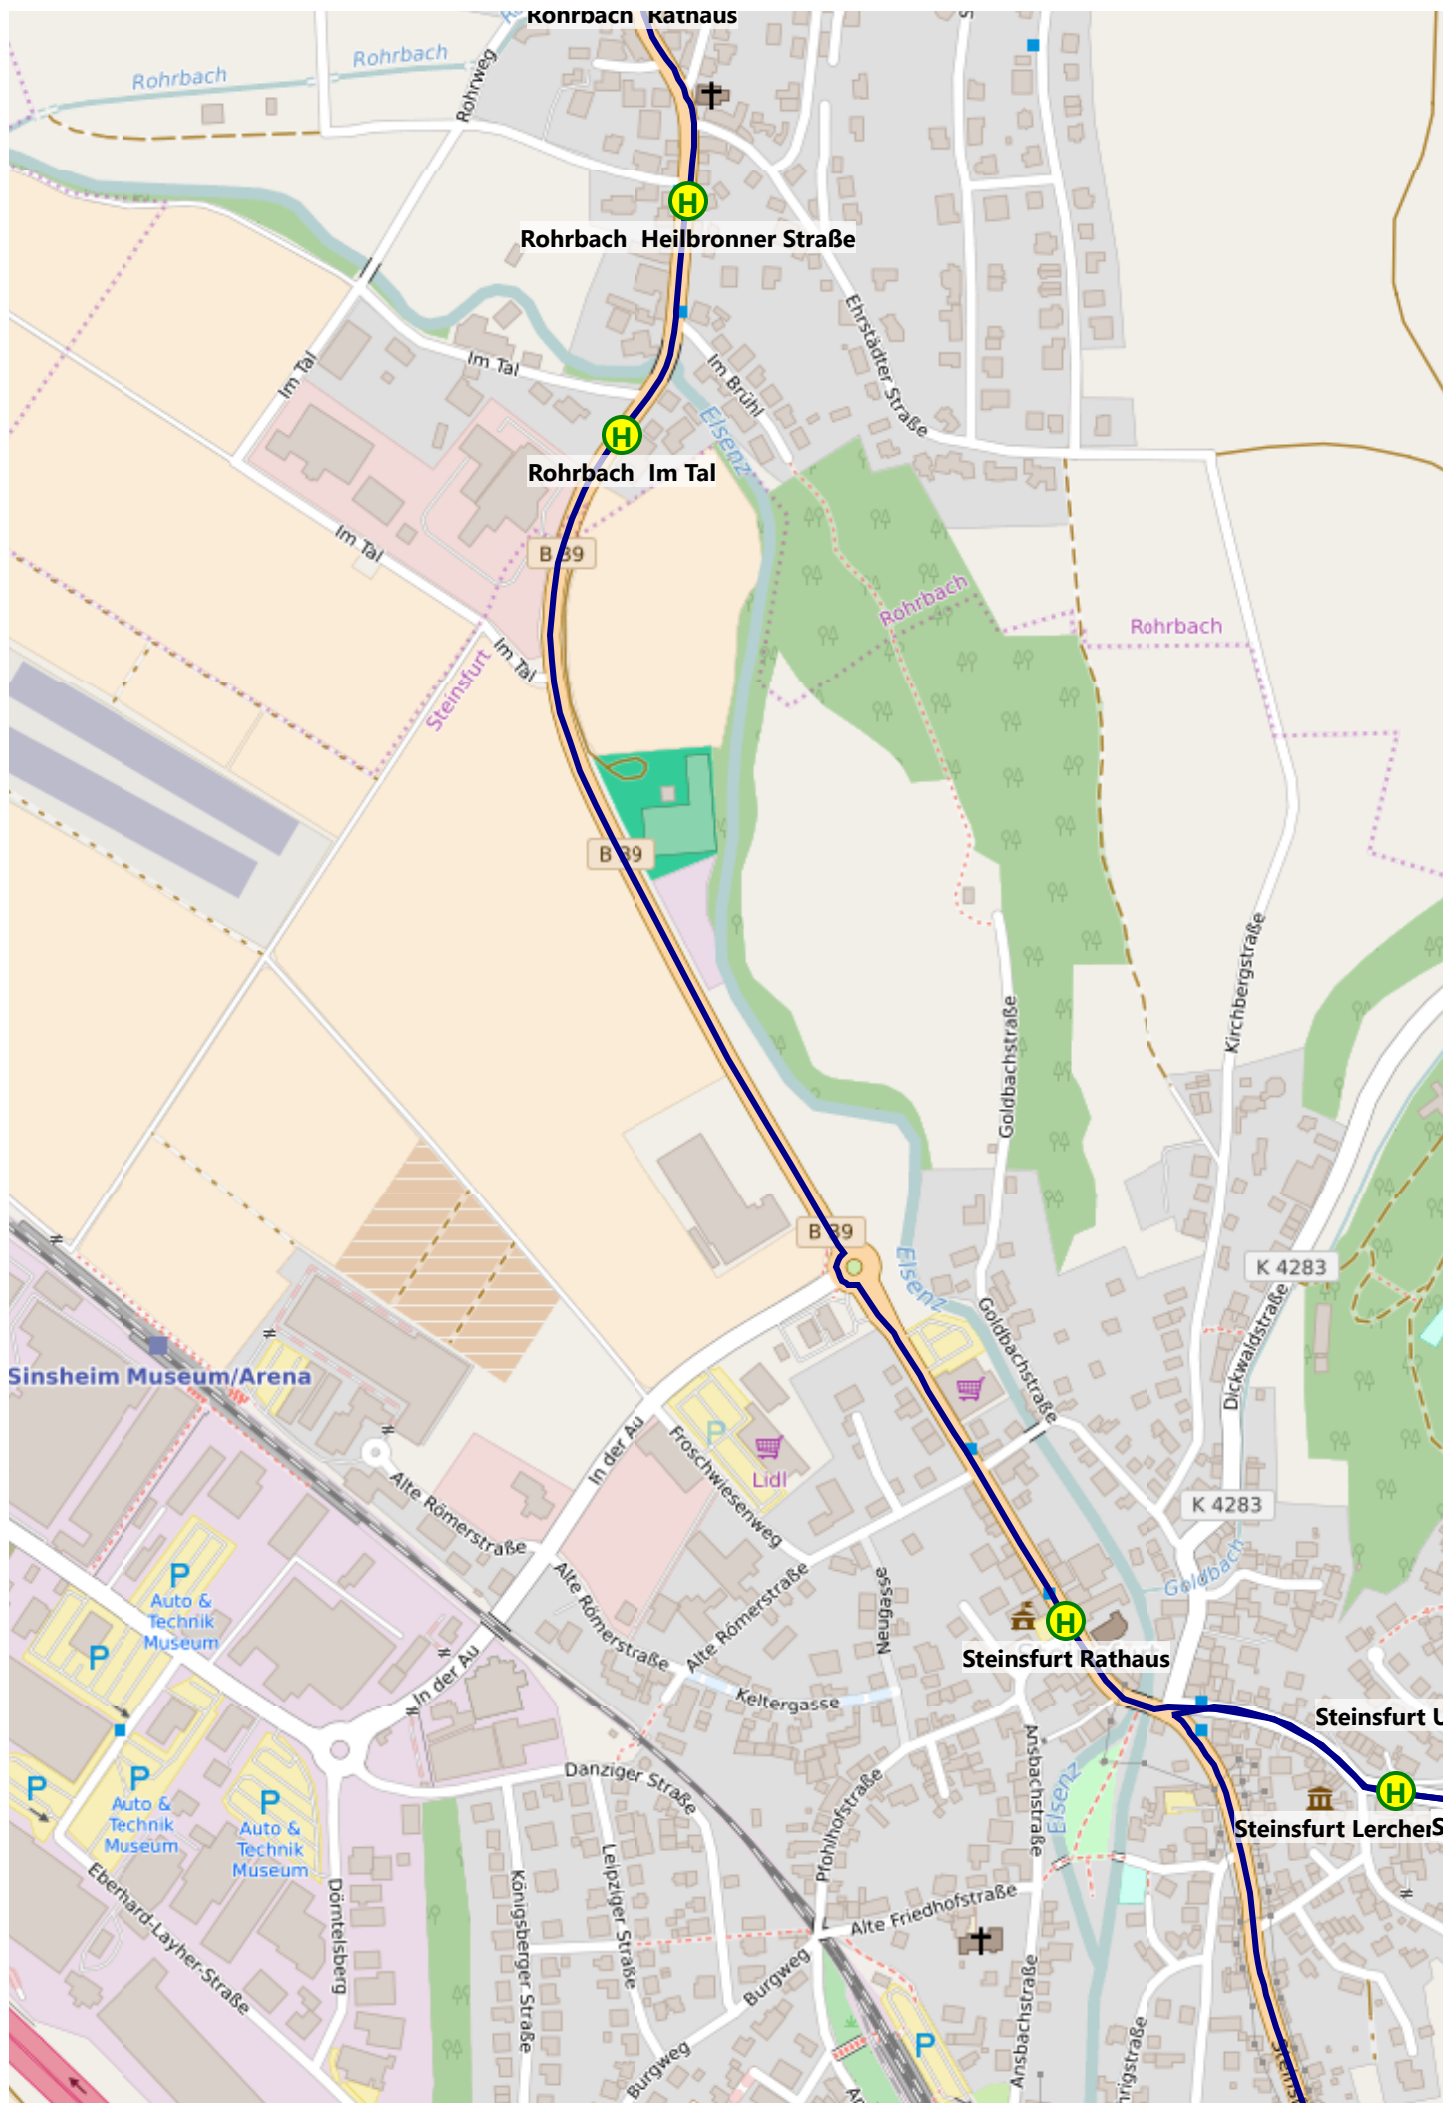 Rohrbach Rathaus
Rohrbach
Rohrbach
Rohrweg
H
Rohrbach Heilbronner Straße
Ehrstädter Straße
Im Tal
Im Tal
Im Brühl
Elsenz
H
Rohrbach Im Tal
Im Tal
B 39
Rohrbach
Rohrbach
Im Tal
Steinsfurt
B 39
Kirchbergstraße
Goldbachstraße
B 39
Elsenz
K 4283
Goldbachstraße
Dickwaldstraße
Sinsheim Museum/Arena
In der Au
P
Froschwiesenweg
Lidl
Alte Römerstraße
K 4283
Goldbach
P
Auto &
Technik
Museum
Alte Römerstraße
Alte Römerstraße
Neugasse
H
P
Steinsfurt Rathaus
In der Au
Keltergasse
Steinsfurt U
Ansbachstraße
Danziger Straße
P
P
Auto &
Technik
Museum
P
Auto &
Technik
Museum
Elsenz
H
Steinsfurt Lerchen
S
Pfohlhofstraße
Eberhard-Layher-Straße
Dörntelsberg
Königsberger Straße
Leipziger Straße
Alte Friedhofstraße
Burgweg
Burgweg
P
Ansbachstraße
hrigstraße
Steins
Ar